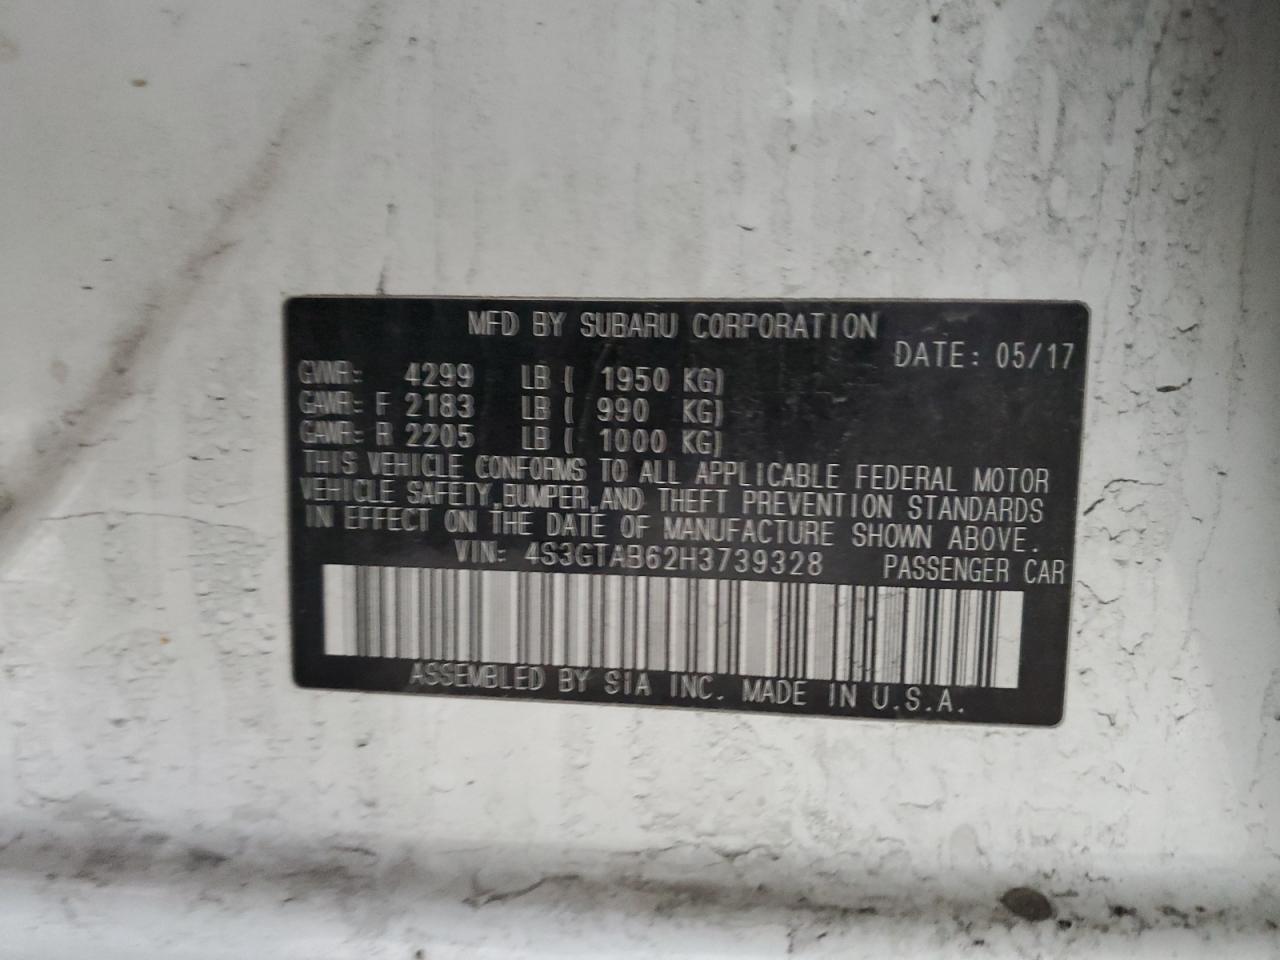 MFD BY SUBARU CORPORATION
DATE: 05/17
GVWR: 4299 LB ( 1950 KG)
GAWR: F 2183 LB ( 990 KG)
GAWR: R 2205 LB ( 1000 KG)
THIS VEHICLE CONFORMS TO ALL APPLICABLE FEDERAL MOTOR
VEHICLE SAFETY,BUMPER,AND THEFT PREVENTION STANDARDS
IN EFFECT ON THE DATE OF MANUFACTURE SHOWN ABOVE.
VIN: 4S3GTAB62H3739328 PASSENGER CAR
ASSEMBLED BY SIA INC. MADE IN U.S.A.